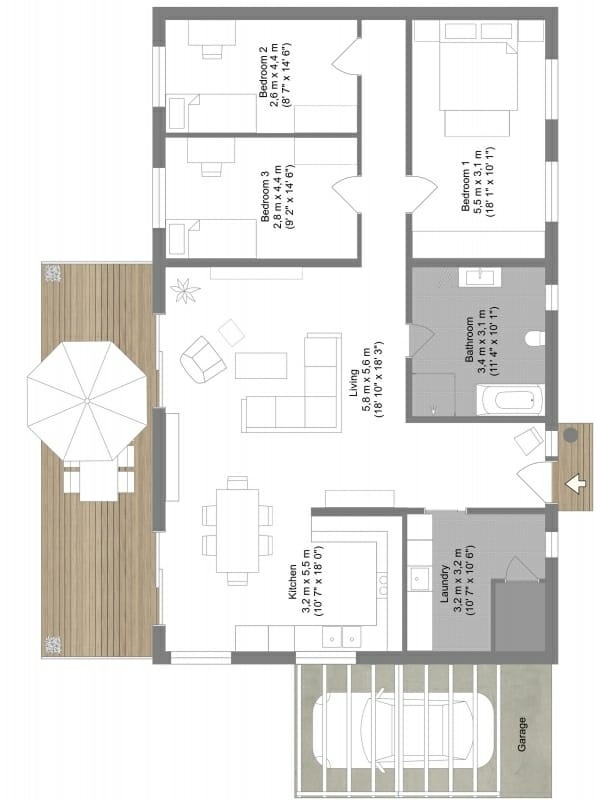 Bedroom 2
2,6 m x 4,4 m
(8' 7" x 14' 6")
Bedroom 3
2,8 m x 4,4 m
(9' 2" x 14' 6")
Bedroom 1
5,5 m x 3,1 m
(18' 1" x 10' 1")
Bathroom
3,4 m x 3,1 m
(11' 4" x 10' 1")
Living
5,8 m x 5,6 m
(18' 10" x 18' 3")
Kitchen
3,2 m x 5,5 m
(10' 7" x 18' 0")
Laundry
3,2 m x 3,2 m
(10' 7" x 10' 6")
Garage